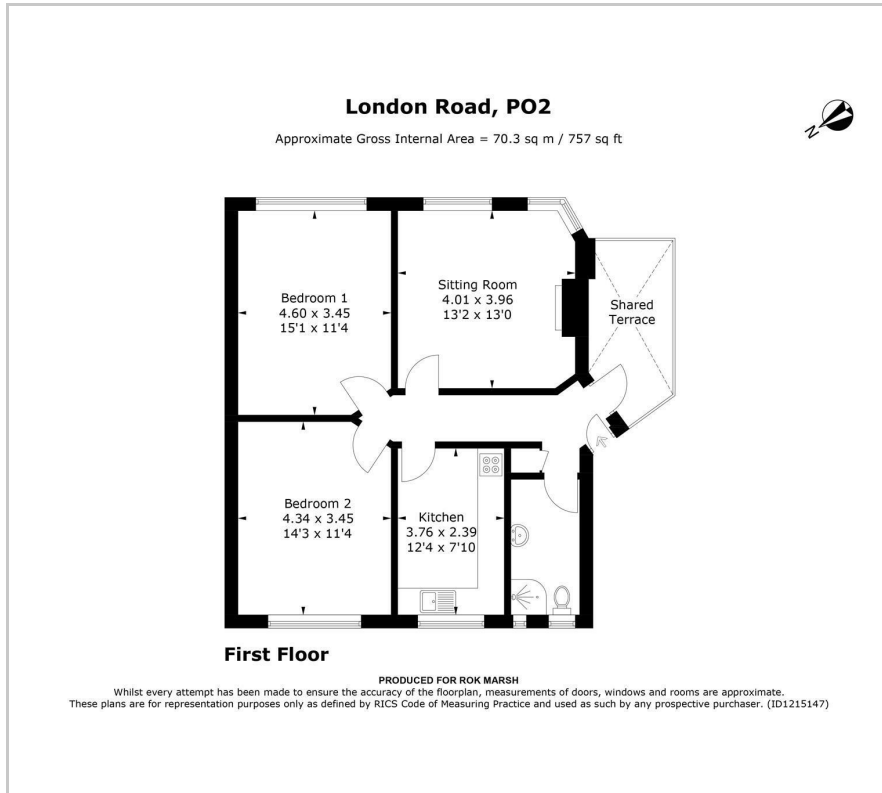 London Road, PO2
Approximate Gross Internal Area = 70.3 sq m / 757 sq ft
N
Bedroom 1
4.60 x 3.45
15'1 x 11'4
Sitting Room
4.01 x 3.96
13'2 x 13'0
Shared
Terrace
Bedroom 2
4.34 x 3.45
14'3 x 11'4
Kitchen
3.76 x 2.39
12'4 x 7'10
First Floor
PRODUCED FOR ROK MARSH
Whilst every attempt has been made to ensure the accuracy of the floorplan, measurements of doors, windows and rooms are approximate.
These plans are for representation purposes only as defined by RICS Code of Measuring Practice and used as such by any prospective purchaser. (ID1215147)